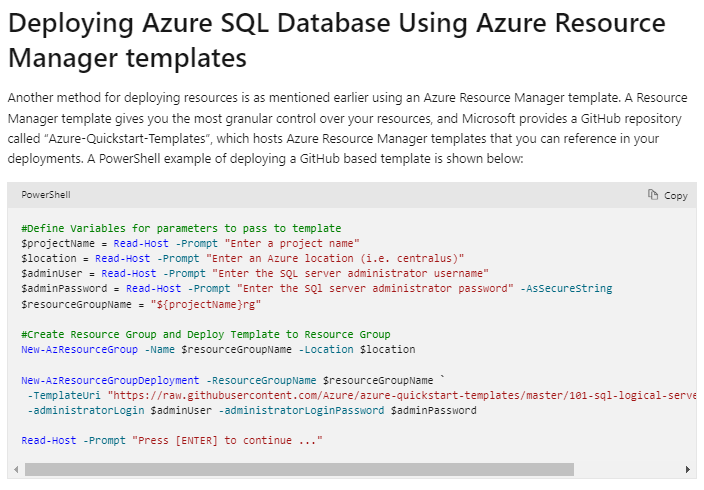 Deploying Azure SQL Database Using Azure Resource
Manager templates
Another method for deploying resources is as mentioned earlier using an Azure Resource Manager template. A Resource
Manager template gives you the most granular control over your resources, and Microsoft provides a GitHub repository
called “Azure-Quickstart-Templates”, which hosts Azure Resource Manager templates that you can reference in your
deployments. A PowerShell example of deploying a GitHub based template is shown below:
PowerShell Copy
#Define Variables for parameters to pass to template
$projectName = Read-Host -Prompt "Enter a project name"
$location = Read-Host -Prompt "Enter an Azure location (i.e. centralus)"
$adminUser = Read-Host -Prompt "Enter the SQL server administrator username"
$adminPassword = Read-Host -Prompt "Enter the SQl server administrator password" -AsSecureString
$resourceGroupName = "${projectName}rg"
#Create Resource Group and Deploy Template to Resource Group
New-AzResourceGroup -Name $resourceGroupName -Location $location
New-AzResourceGroupDeployment -ResourceGroupName $resourceGroupName `
-TemplateUri "https://raw.githubusercontent.com/Azure/azure-quickstart-templates/master/101-sql-logical-serve
-administratorLogin $adminUser -administratorLoginPassword $adminPassword
Read-Host -Prompt "Press [ENTER] to continue ..."